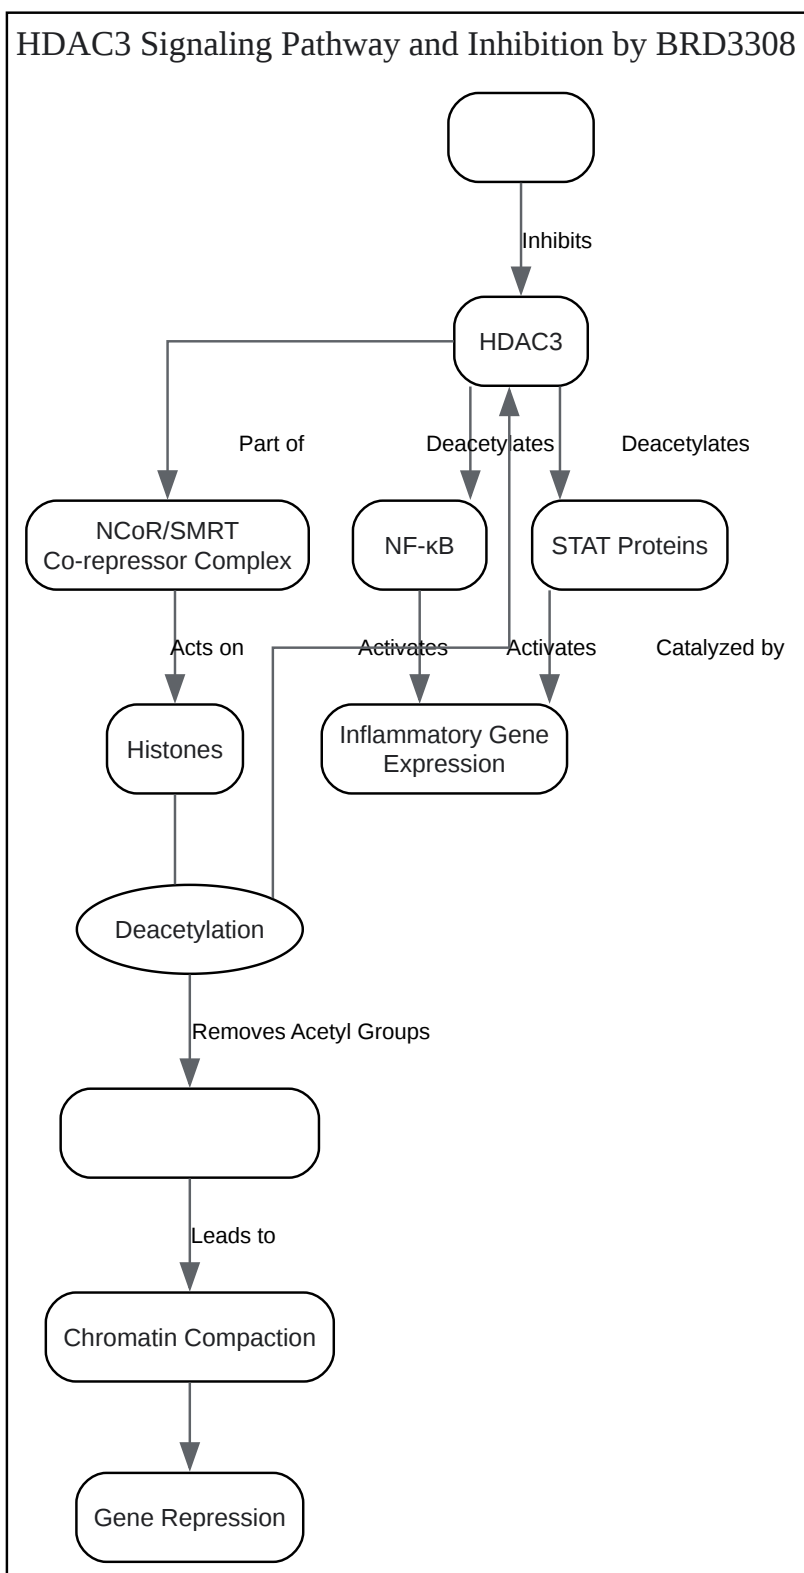 HDAC3 Signaling Pathway and Inhibition by BRD3308
Inhibits
HDAC3
Part of
Deacetylates
Deacetylates
NCoR/SMRT
Co-repressor Complex
NF-κB
STAT Proteins
Acts on
Activates
Activates
Catalyzed by
Histones
Inflammatory Gene
Expression
Deacetylation
Removes Acetyl Groups
Leads to
Chromatin Compaction
Gene Repression